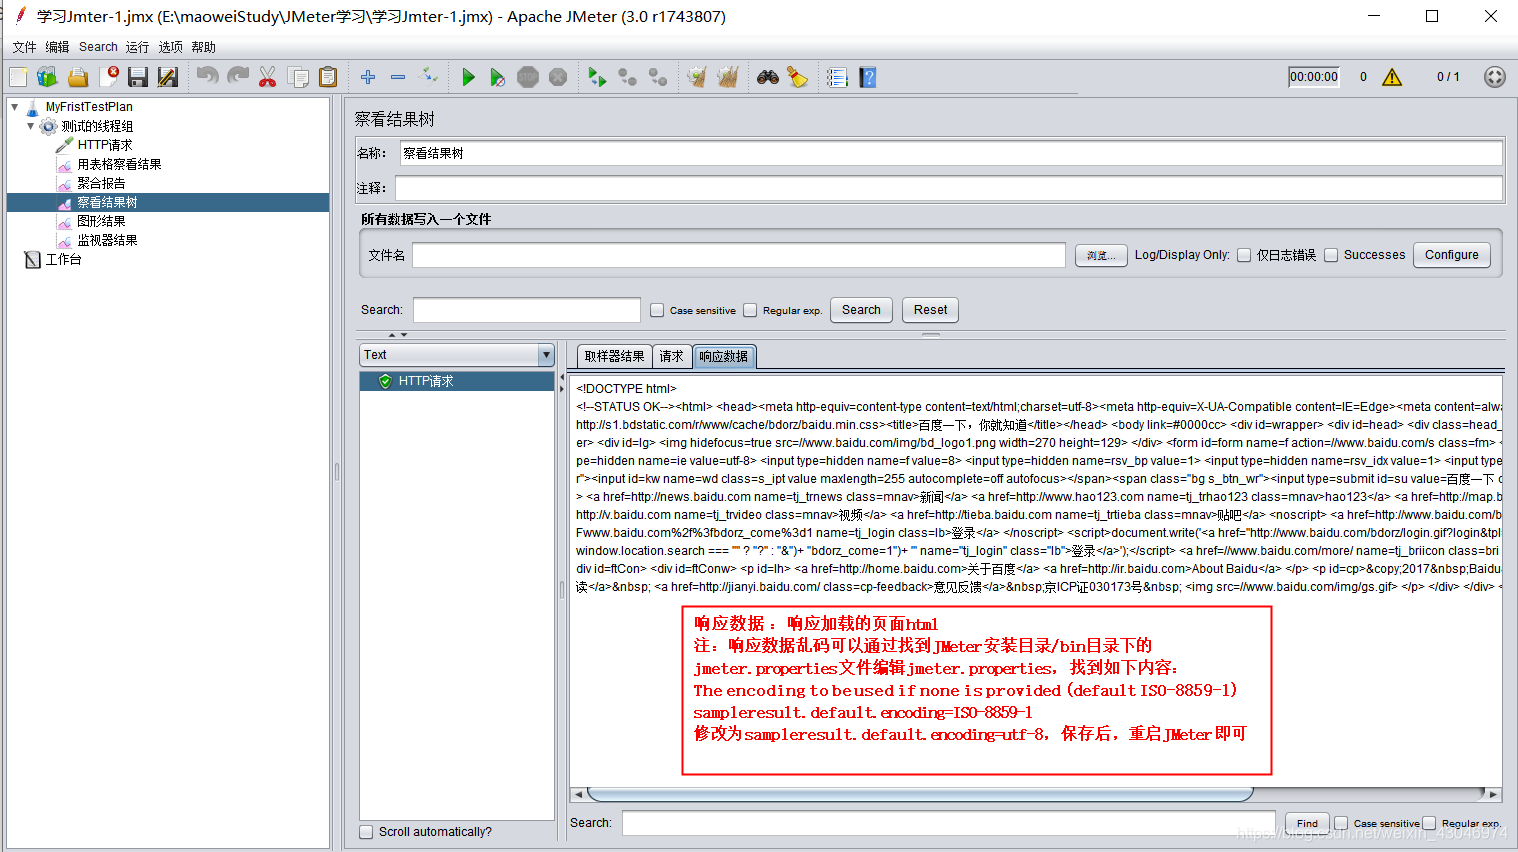 学习Jmter-1.jmx (E:\maoweiStudy\JMeter学习\学习Jmter-1.jmx) - Apache JMeter (3.0 r1743807)
文件 编辑 Search 运行 选项 帮助
00:00:00 0 0 / 1
MyFristTestPlan
测试的线程组
HTTP请求
用表格察看结果
聚合报告
察看结果树
图形结果
监视器结果
工作台
察看结果树
名称： 察看结果树
注释：
所有数据写入一个文件
文件名 浏览... Log/Display Only: 仅日志错误 Successes Configure
Search: Case sensitive Regular exp. Search Reset
Text
HTTP请求
Scroll automatically?
取样器结果 请求 响应数据
<!DOCTYPE html>
<!--STATUS OK--><html> <head><meta http-equiv=content-type content=text/html;charset=utf-8><meta http-equiv=X-UA-Compatible content=IE=Edge><meta content=alwa
http://s1.bdstatic.com/r/www/cache/bdorz/baidu.min.css><title>百度一下，你就知道</title></head> <body link=#0000cc> <div id=wrapper> <div id=head> <div class=head_
er> <div id=lg> <img hidefocus=true src=//www.baidu.com/img/bd_logo1.png width=270 height=129> </div> <form id=form name=f action=//www.baidu.com/s class=fm> <
pe=hidden name=ie value=utf-8> <input type=hidden name=f value=8> <input type=hidden name=rsv_bp value=1> <input type=hidden name=rsv_idx value=1> <input type
r"><input id=kw name=wd class=s_ipt value maxlength=255 autocomplete=off autofocus></span><span class="bg s_btn_wr"><input type=submit id=su value=百度一下 c
> <a href=http://news.baidu.com name=tj_trnews class=mnav>新闻</a> <a href=http://www.hao123.com name=tj_trhao123 class=mnav>hao123</a> <a href=http://map.b
http://v.baidu.com name=tj_trvideo class=mnav>视频</a> <a href=http://tieba.baidu.com name=tj_trtieba class=mnav>贴吧</a> <noscript> <a href=http://www.baidu.com/b
Fwww.baidu.com%2f%3fbdorz_come%3d1 name=tj_login class=lb>登录</a> </noscript> <script>document.write('<a href="http://www.baidu.com/bdorz/login.gif?login&tpl=
window.location.search === "" ? "?" : "&")+ "bdorz_come=1")+ '" name="tj_login" class="lb">登录</a>');</script> <a href=//www.baidu.com/more/ name=tj_briicon class=bri
div id=ftCon> <div id=ftConw> <p id=lh> <a href=http://home.baidu.com>关于百度</a> <a href=http://ir.baidu.com>About Baidu</a> </p> <p id=cp>&copy;2017&nbsp;Baidu
读</a>&nbsp; <a href=http://jianyi.baidu.com/ class=cp-feedback>意见反馈</a>&nbsp;京ICP证030173号&nbsp; <img src=//www.baidu.com/img/gs.gif> </p> </div> </div> <
响应数据：响应加载的页面html
注：响应数据乱码可以通过找到JMeter安装目录/bin目录下的
jmeter.properties文件编辑jmeter.properties，找到如下内容：
The encoding to be used if none is provided (default ISO-8859-1)
sampleresult.default.encoding=ISO-8859-1
修改为sampleresult.default.encoding=utf-8，保存后，重启JMeter即可
Search: Find Case sensitive Regular exp.
https://blog.csdn.net/weixin_43046974